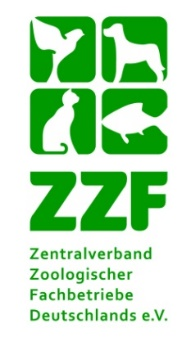 ZZF
Zentralverband
Zoologischer
Fachbetriebe
Deutschlands e.V.